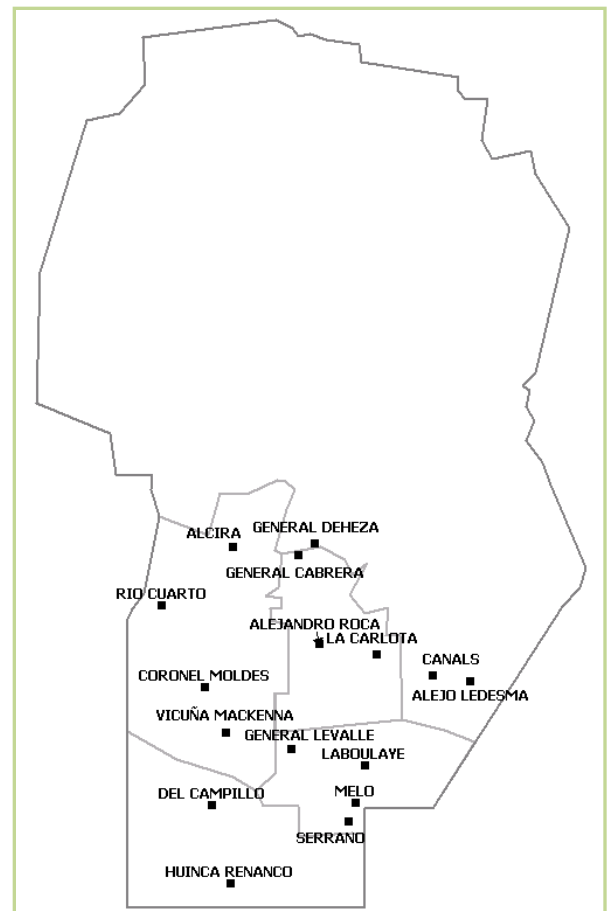 GENERAL DEHEZA
ALCIRA
GENERAL CABRERA
RIO CUARTO
ALEJANDRO ROCA
LA CARLOTA
CANALS
CORONEL MOLDES
ALEJO LEDESMA
VICUÑA MACKENNA
GENERAL LEVALLE
LABOULAYE
DEL CAMPILLO
MELO
SERRANO
HUINCA RENANCO